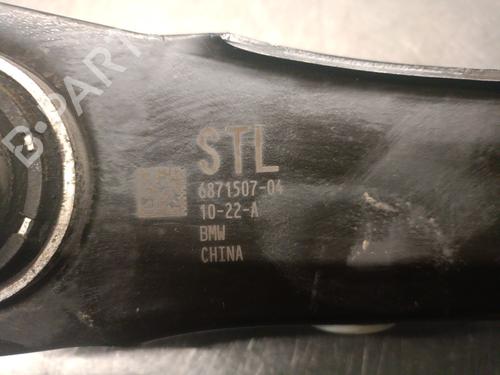 STL
6871507-04
10-22-A
BMW
CHINA
B-PARTS